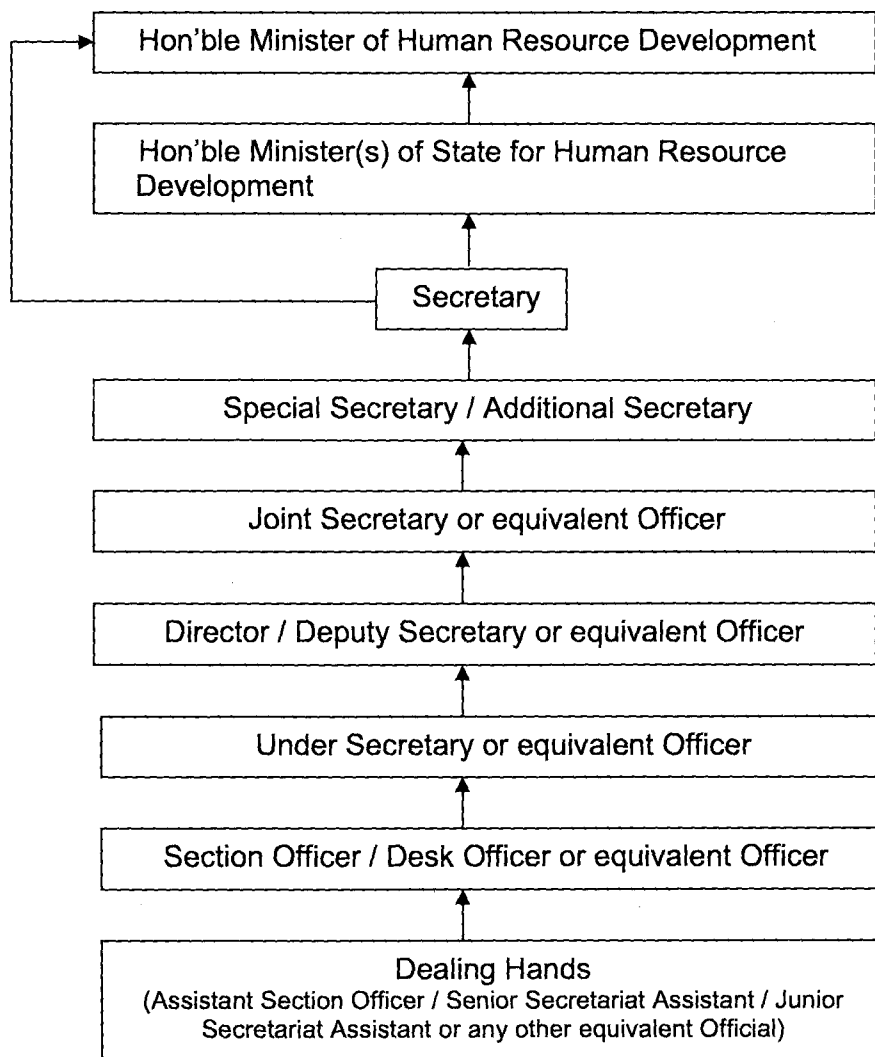 Hon'ble Minister of Human Resource Development
Hon'ble Minister(s) of State for Human Resource
Development
Secretary
Special Secretary / Additional Secretary
Joint Secretary or equivalent Officer
Director / Deputy Secretary or equivalent Officer
Under Secretary or equivalent Officer
Section Officer / Desk Officer or equivalent Officer
Dealing Hands
(Assistant Section Officer / Senior Secretariat Assistant / Junior
Secretariat Assistant or any other equivalent Official)